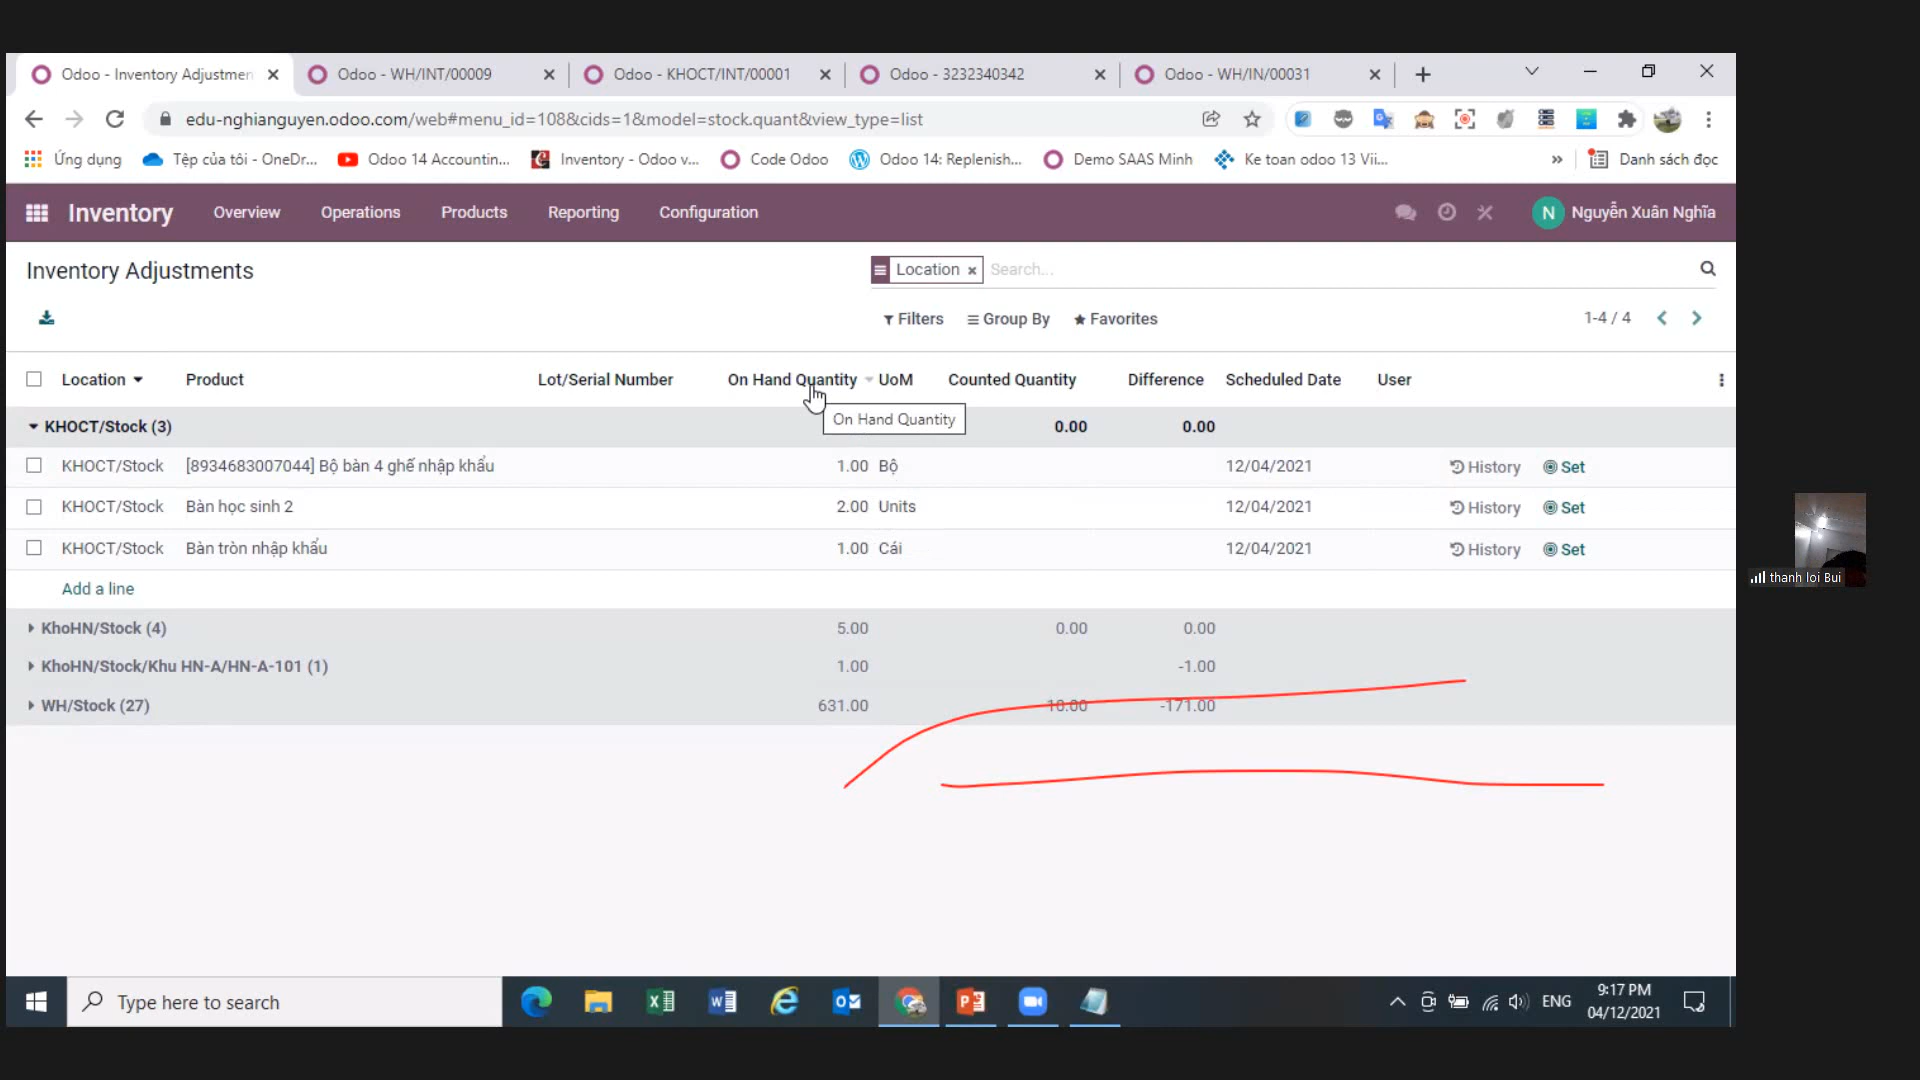 Odoo - Inventory Adjustmen
Odoo - WH/INT/00009
Odoo - KHOCT/INT/00001
Odoo - 3232340342
Odoo - WH/IN/00031
edu-nghianguyen.odoo.com/web#menu_id=108&cids=1&model=stock.quant&view_type=list
Ứng dụng
Tệp của tôi - OneDr...
Odoo 14 Accountin...
Inventory - Odoo v...
Code Odoo
Odoo 14: Replenish...
Demo SAAS Minh
Ke toan odoo 13 Vii...
»
Danh sách đọc
Inventory Overview Operations Products Reporting Configuration
N Nguyễn Xuân Nghĩa
Inventory Adjustments
Location × Search...
Filters Group By Favorites
1-4 / 4
Location Product Lot/Serial Number On Hand Quantity UoM Counted Quantity Difference Scheduled Date User
KHOCT/Stock (3) 0.00 0.00
On Hand Quantity
KHOCT/Stock [8934683007044] Bộ bàn 4 ghế nhập khẩu 1.00 Bộ 12/04/2021 History Set
KHOCT/Stock Bàn học sinh 2 2.00 Units 12/04/2021 History Set
KHOCT/Stock Bàn tròn nhập khẩu 1.00 Cái 12/04/2021 History Set
Add a line
KhoHN/Stock (4) 5.00 0.00 0.00
KhoHN/Stock/Khu HN-A/HN-A-101 (1) 1.00 -1.00
WH/Stock (27) 631.00 10.00 -171.00
thanh loi Bui
Type here to search
ENG
9:17 PM
04/12/2021